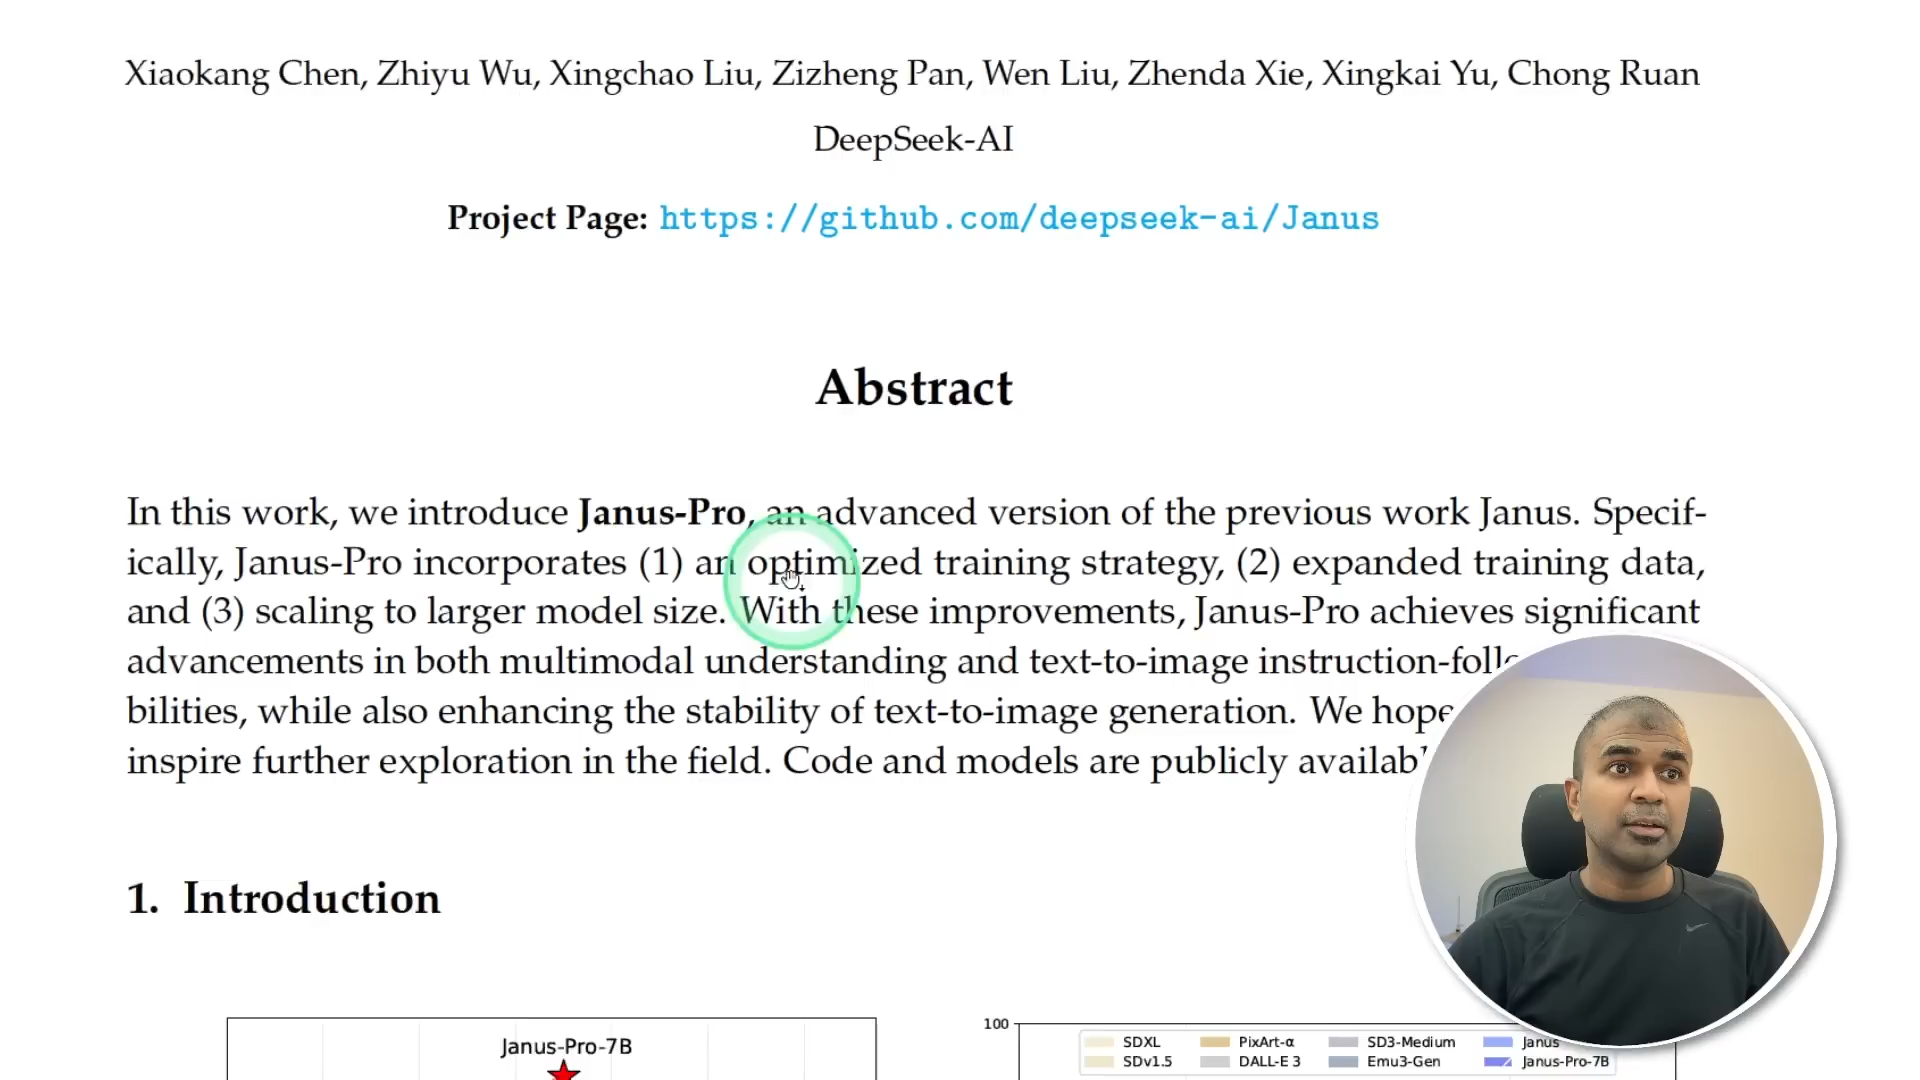 Xiaokang Chen, Zhiyu Wu, Xingchao Liu, Zizheng Pan, Wen Liu, Zhenda Xie, Xingkai Yu, Chong Ruan
DeepSeek-AI
Project Page: https://github.com/deepseek-ai/Janus
Abstract
In this work, we introduce Janus-Pro, an advanced version of the previous work Janus. Specif-
ically, Janus-Pro incorporates (1) an optimized training strategy, (2) expanded training data,
and (3) scaling to larger model size. With these improvements, Janus-Pro achieves significant
advancements in both multimodal understanding and text-to-image instruction-foll
bilities, while also enhancing the stability of text-to-image generation. We hope
inspire further exploration in the field. Code and models are publicly availab
1. Introduction
Janus-Pro-7B
100
SDXL PixArt-α SD3-Medium Janus
SDv1.5 DALL-E 3 Emu3-Gen Janus-Pro-7B